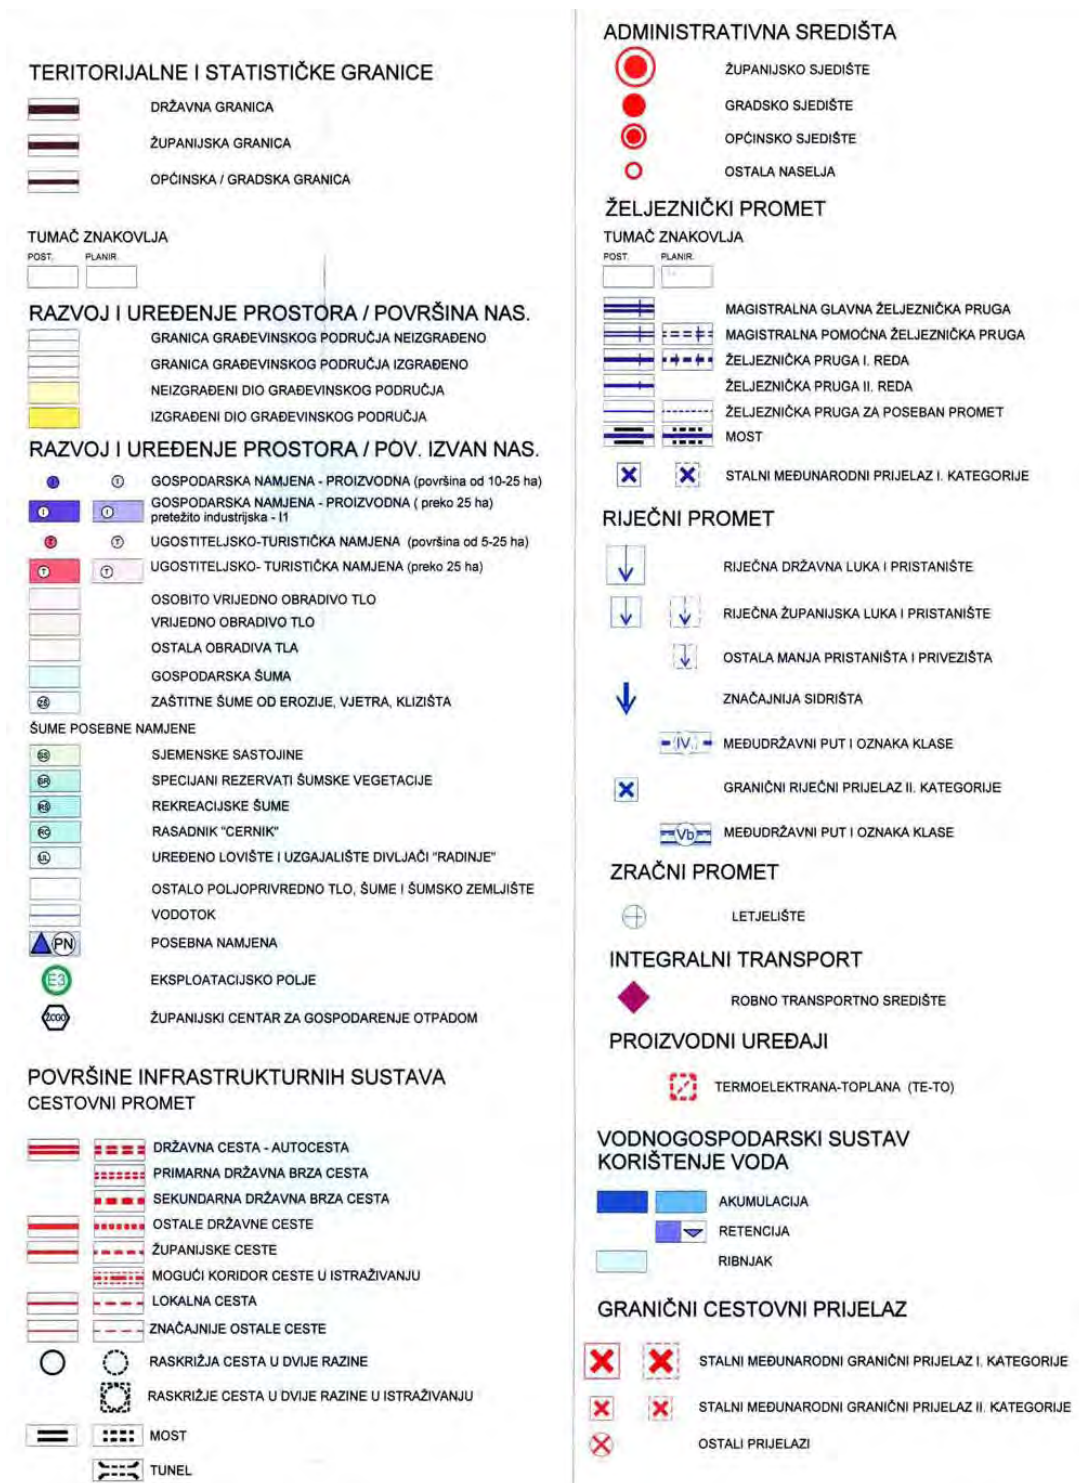 TERITORIJALNE I STATISTIČKE GRANICE
DRŽAVNA GRANICA
ŽUPANIJSKA GRANICA
OPĆINSKA / GRADSKA GRANICA
TUMAČ ZNAKOVLJA
POST. PLANIR.
RAZVOJ I UREĐENJE PROSTORA / POVRŠINA NAS.
GRANICA GRAĐEVINSKOG PODRUČJA NEIZGRAĐENO
GRANICA GRAĐEVINSKOG PODRUČJA IZGRAĐENO
NEIZGRAĐENI DIO GRAĐEVINSKOG PODRUČJA
IZGRAĐENI DIO GRAĐEVINSKOG PODRUČJA
RAZVOJ I UREĐENJE PROSTORA / POV. IZVAN NAS.
I I GOSPODARSKA NAMJENA - PROIZVODNA (površina od 10-25 ha)
I I GOSPODARSKA NAMJENA - PROIZVODNA ( preko 25 ha)
pretežito industrijska - I1
T T UGOSTITELJSKO-TURISTIČKA NAMJENA (površina od 5-25 ha)
T T UGOSTITELJSKO- TURISTIČKA NAMJENA (preko 25 ha)
OSOBITO VRIJEDNO OBRADIVO TLO
VRIJEDNO OBRADIVO TLO
OSTALA OBRADIVA TLA
GOSPODARSKA ŠUMA
ZŠ ZAŠTITNE ŠUME OD EROZIJE, VJETRA, KLIZIŠTA
ŠUME POSEBNE NAMJENE
SS SJEMENSKE SASTOJINE
SR SPECIJANI REZERVATI ŠUMSKE VEGETACIJE
RŠ REKREACIJSKE ŠUME
RC RASADNIK "CERNIK"
UL UREĐENO LOVIŠTE I UZGAJALIŠTE DIVLJAČI "RADINJE"
OSTALO POLJOPRIVREDNO TLO, ŠUME I ŠUMSKO ZEMLJIŠTE
VODOTOK
PN POSEBNA NAMJENA
E3 EKSPLOATACIJSKO POLJE
ŽCGO ŽUPANIJSKI CENTAR ZA GOSPODARENJE OTPADOM
POVRŠINE INFRASTRUKTURNIH SUSTAVA
CESTOVNI PROMET
DRŽAVNA CESTA - AUTOCESTA
PRIMARNA DRŽAVNA BRZA CESTA
SEKUNDARNA DRŽAVNA BRZA CESTA
OSTALE DRŽAVNE CESTE
ŽUPANIJSKE CESTE
MOGUĆI KORIDOR CESTE U ISTRAŽIVANJU
LOKALNA CESTA
ZNAČAJNIJE OSTALE CESTE
RASKRIŽJA CESTA U DVIJE RAZINE
RASKRIŽJE CESTA U DVIJE RAZINE U ISTRAŽIVANJU
MOST
TUNEL
ADMINISTRATIVNA SREDIŠTA
ŽUPANIJSKO SJEDIŠTE
GRADSKO SJEDIŠTE
OPĆINSKO SJEDIŠTE
OSTALA NASELJA
ŽELJEZNIČKI PROMET
TUMAČ ZNAKOVLJA
POST. PLANIR.
MAGISTRALNA GLAVNA ŽELJEZNIČKA PRUGA
MAGISTRALNA POMOĆNA ŽELJEZNIČKA PRUGA
ŽELJEZNIČKA PRUGA I. REDA
ŽELJEZNIČKA PRUGA II. REDA
ŽELJEZNIČKA PRUGA ZA POSEBAN PROMET
MOST
STALNI MEĐUNARODNI PRIJELAZ I. KATEGORIJE
RIJEČNI PROMET
RIJEČNA DRŽAVNA LUKA I PRISTANIŠTE
RIJEČNA ŽUPANIJSKA LUKA I PRISTANIŠTE
OSTALA MANJA PRISTANIŠTA I PRIVEZIŠTA
ZNAČAJNIJA SIDRIŠTA
IV. MEĐUDRŽAVNI PUT I OZNAKA KLASE
GRANIČNI RIJEČNI PRIJELAZ II. KATEGORIJE
Vb MEĐUDRŽAVNI PUT I OZNAKA KLASE
ZRAČNI PROMET
LETJELIŠTE
INTEGRALNI TRANSPORT
ROBNO TRANSPORTNO SREDIŠTE
PROIZVODNI UREĐAJI
TERMOELEKTRANA-TOPLANA (TE-TO)
VODNOGOSPODARSKI SUSTAV
KORIŠTENJE VODA
AKUMULACIJA
RETENCIJA
RIBNJAK
GRANIČNI CESTOVNI PRIJELAZ
STALNI MEĐUNARODNI GRANIČNI PRIJELAZ I. KATEGORIJE
STALNI MEĐUNARODNI GRANIČNI PRIJELAZ II. KATEGORIJE
OSTALI PRIJELAZI